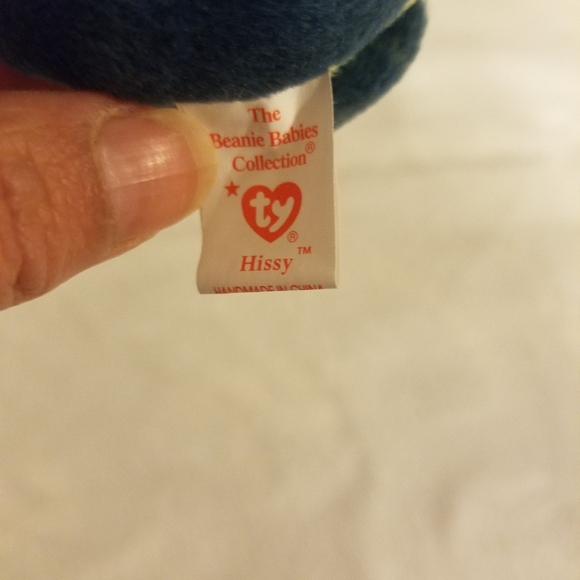 The
Beanie Babies
Collection®
ty®
Hissy™
HANDMADE IN CHINA